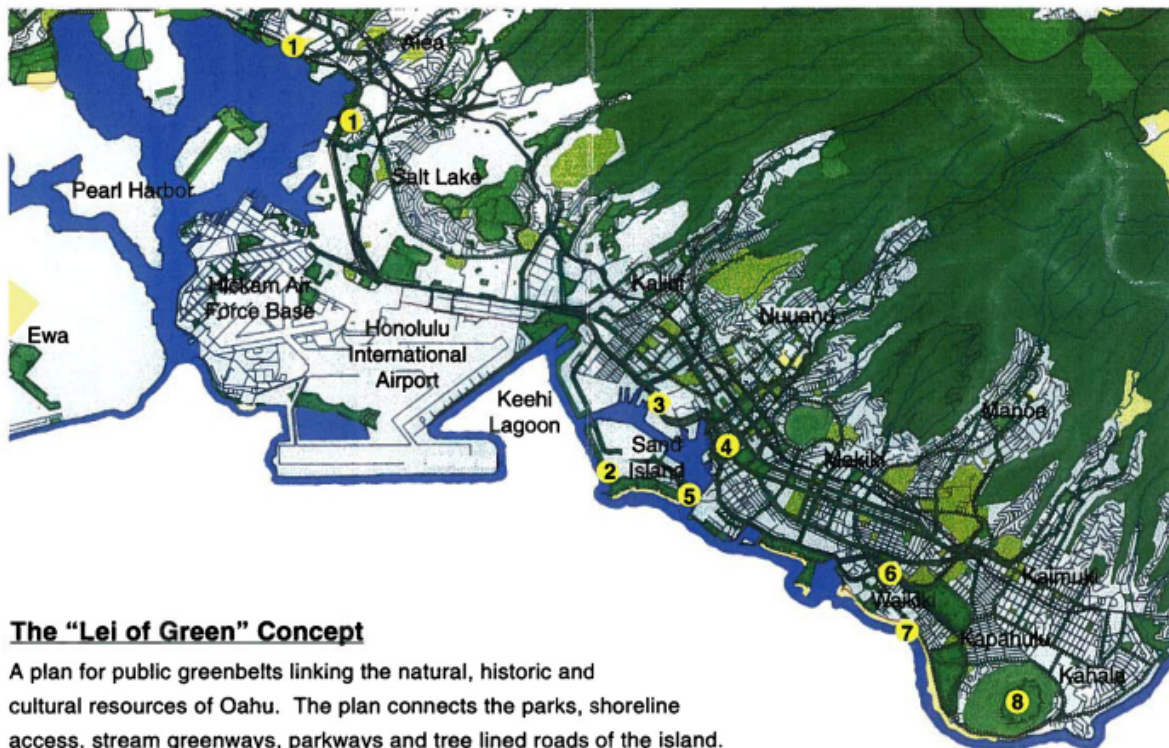 1
Aiea
1
Salt Lake
Pearl Harbor
Hickam Air
Force Base
Kalihi
Nuuanu
Ewa
Honolulu
International
Airport
Keehi
Lagoon
3
Manoa
4
Sand
Island
Makiki
2
5
6
Kaimuki
Waikiki
7
Kapahulu
Kahala
8
The "Lei of Green" Concept
A plan for public greenbelts linking the natural, historic and
cultural resources of Oahu. The plan connects the parks, shoreline
access, stream greenways, parkways and tree lined roads of the island.